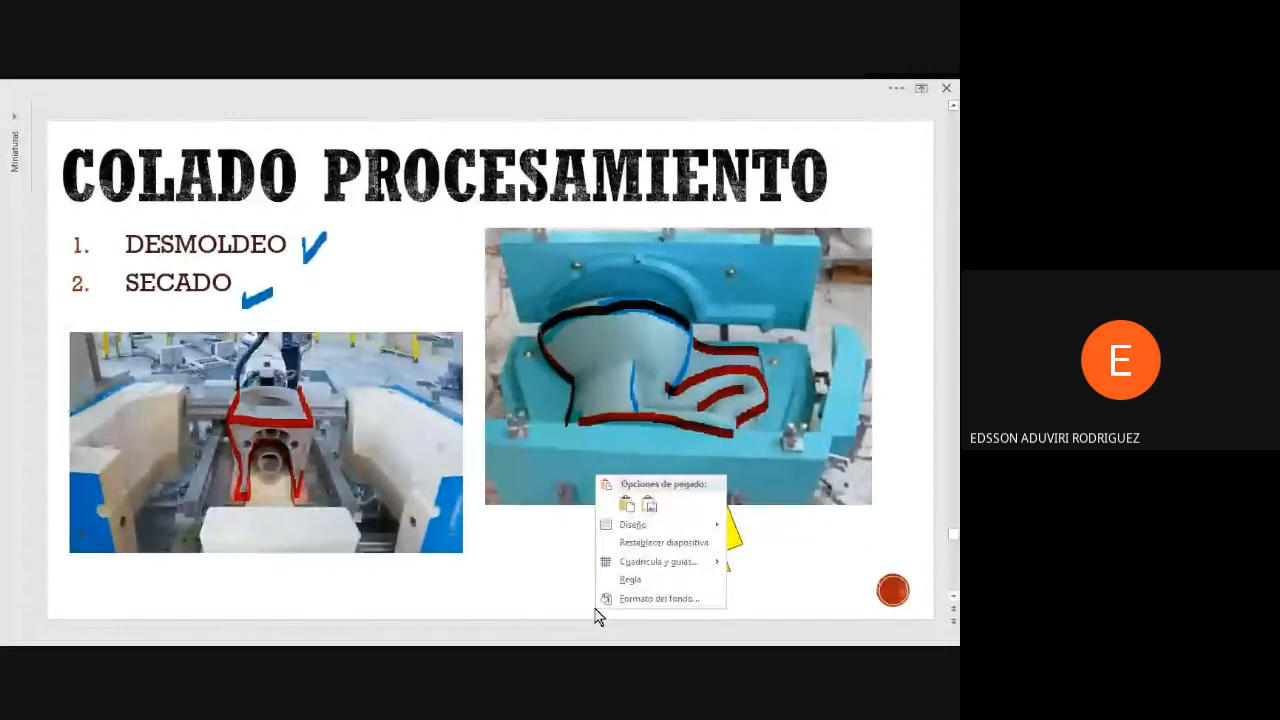 Miniaturas
COLADO PROCESAMIENTO
1. DESMOLDEO
2. SECADO
Opciones de pegado:
Diseño
Restablecer diapositiva
Cuadrícula y guías...
Regla
Formato del fondo...
E
EDSSON ADUVIRI RODRIGUEZ